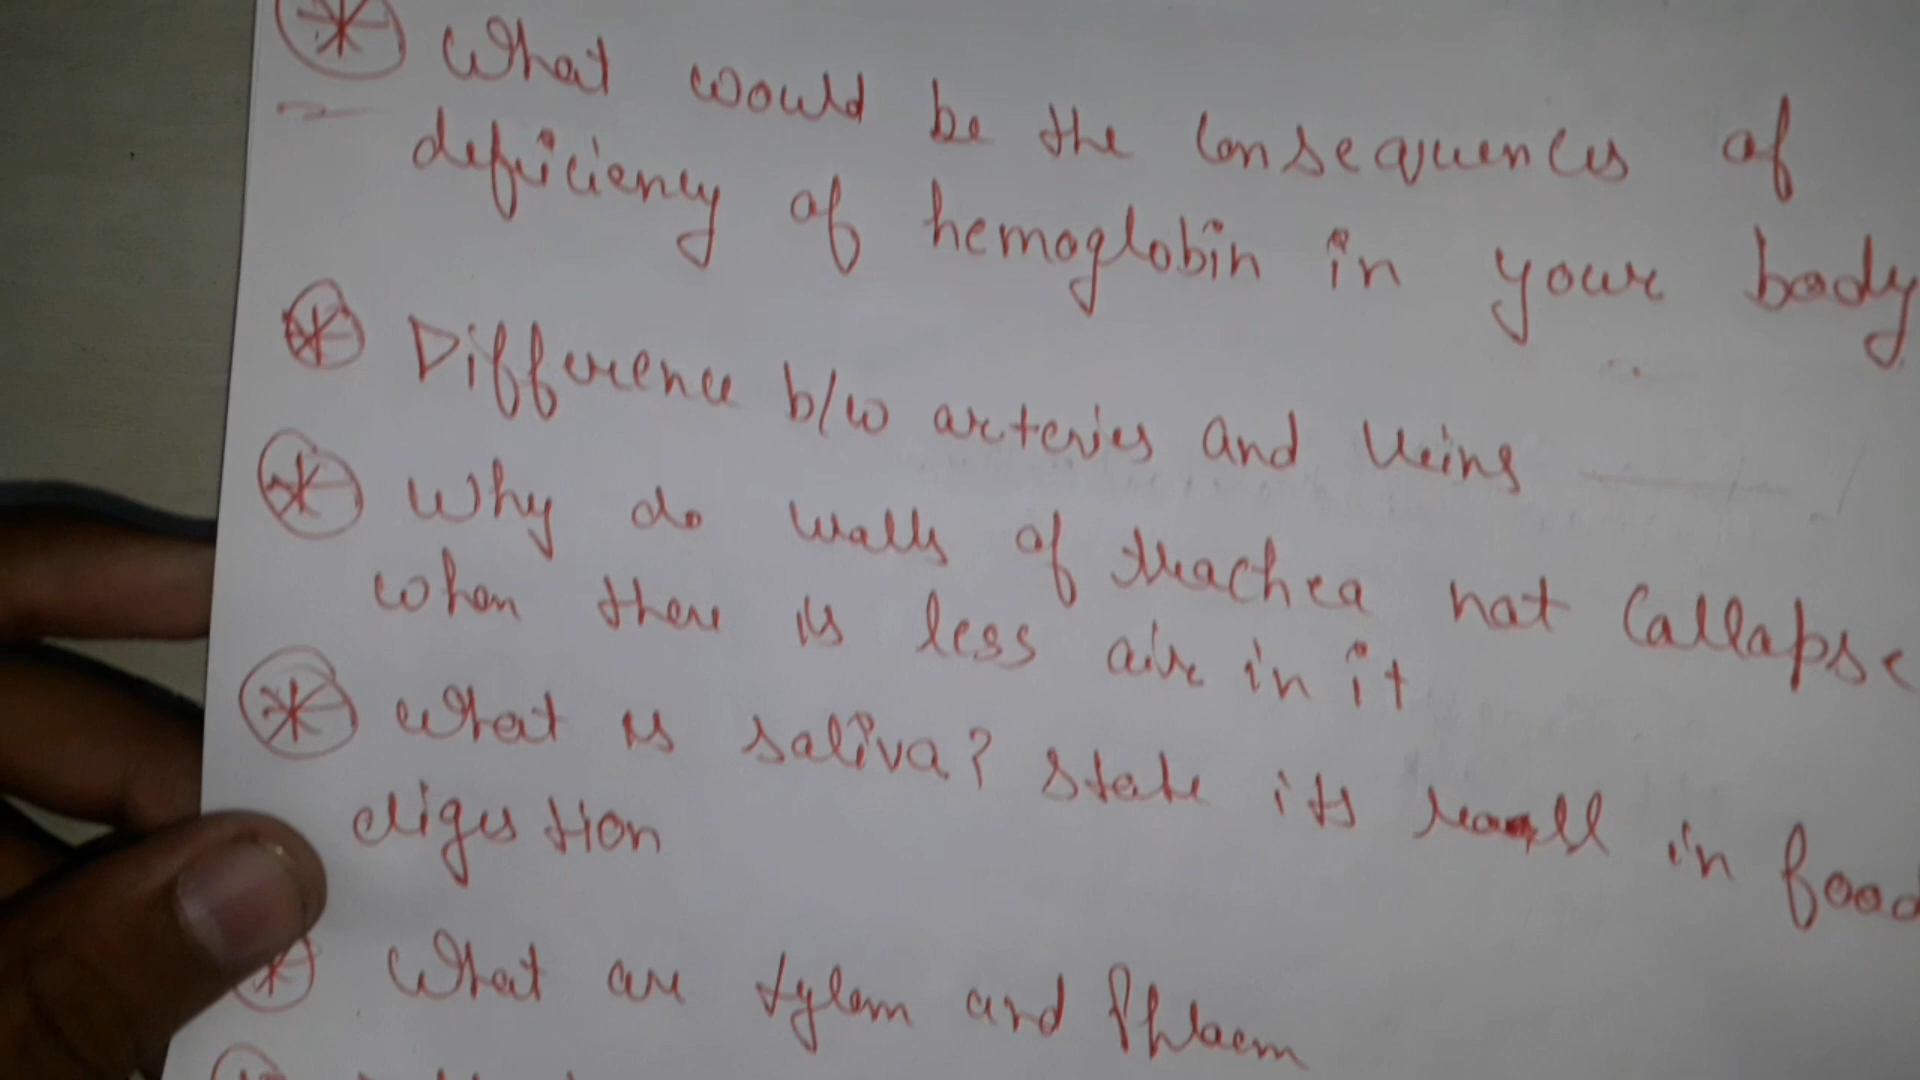 What would be the consequences of
deficiency of hemoglobin in your body
Difference b/w arteries and veins
Why do walls of trachea not collapse
when there is less air in it
What is saliva? State its roll in food
digestion
What are xylem and Phloem